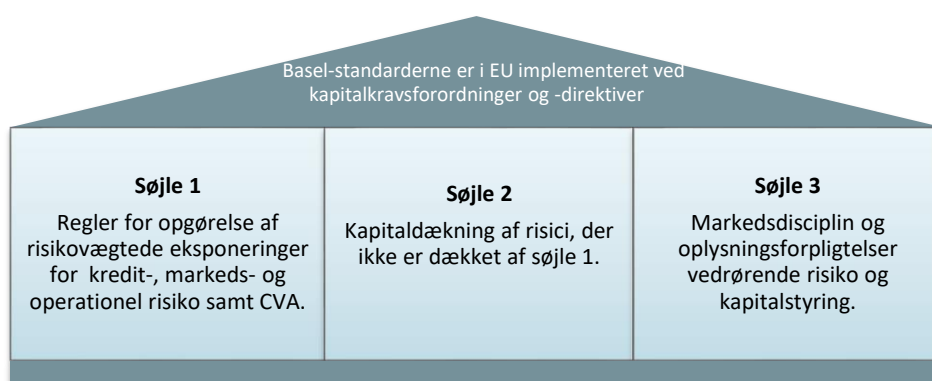 Basel-standarderne er i EU implementeret ved
kapitalkravsforordninger og -direktiver
Søjle 1
Regler for opgørelse af
risikovægtede eksponeringer
for kredit-, markeds- og
operationel risiko samt CVA.
Søjle 2
Kapitaldækning af risici, der
ikke er dækket af søjle 1.
Søjle 3
Markedsdisciplin og
oplysningsforpligtelser
vedrørende risiko og
kapitalstyring.